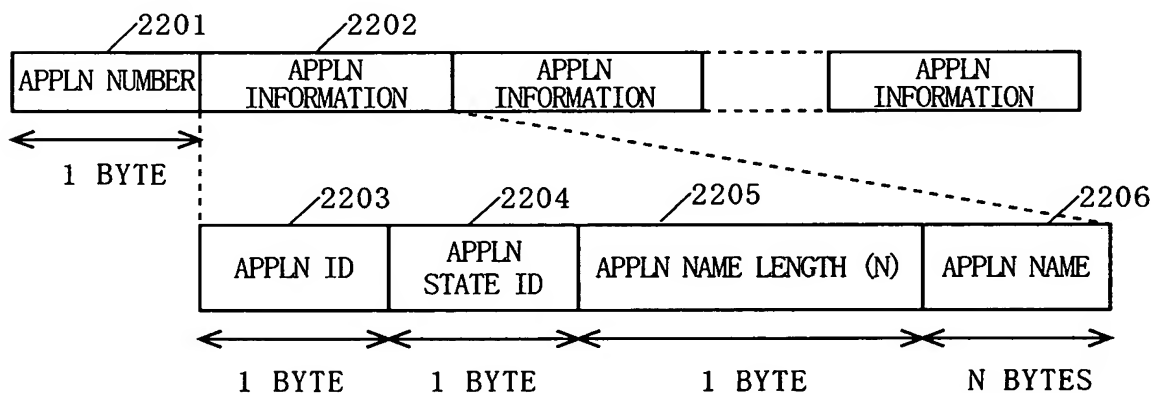 2201
2202
APPLN NUMBER
APPLN INFORMATION
APPLN INFORMATION
APPLN INFORMATION
1 BYTE
2203
2204
2205
2206
APPLN ID
APPLN STATE ID
APPLN NAME LENGTH (N)
APPLN NAME
1 BYTE
1 BYTE
1 BYTE
N BYTES